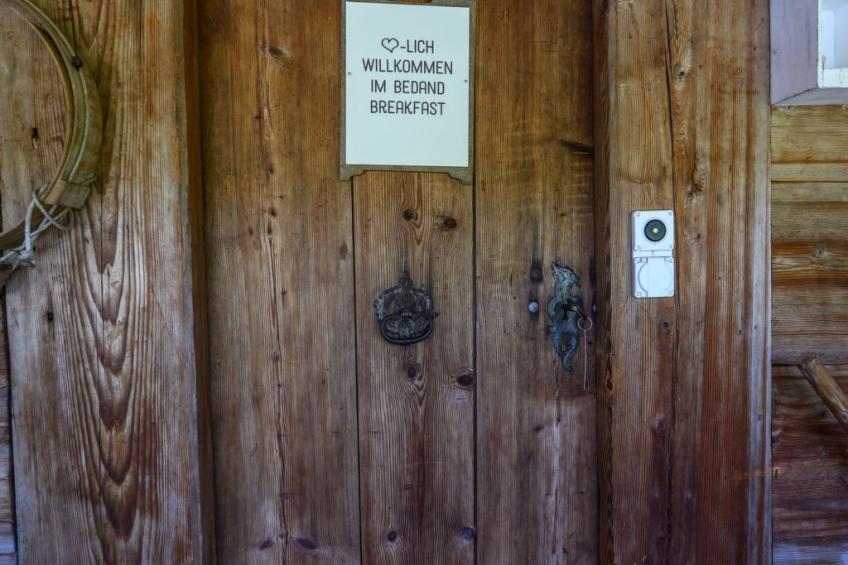 ♡-LICH
WILLKOMMEN
IM BEDAND
BREAKFAST